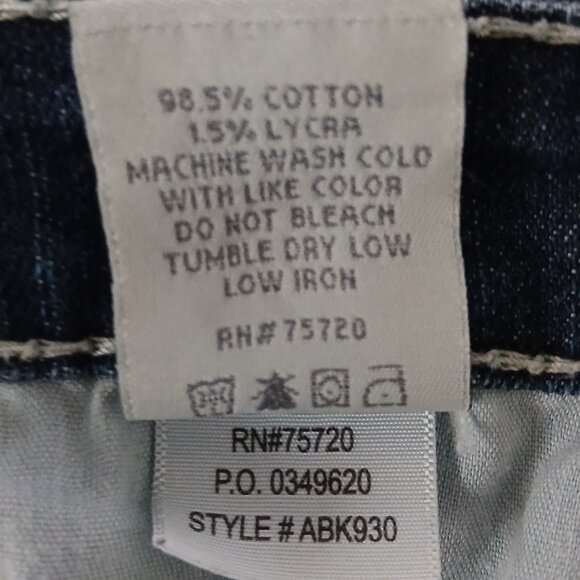 98.5% COTTON
1.5% LYCRA
MACHINE WASH COLD
WITH LIKE COLOR
DO NOT BLEACH
TUMBLE DRY LOW
LOW IRON
RN#75720
RN#75720
P.O. 0349620
STYLE # ABK930